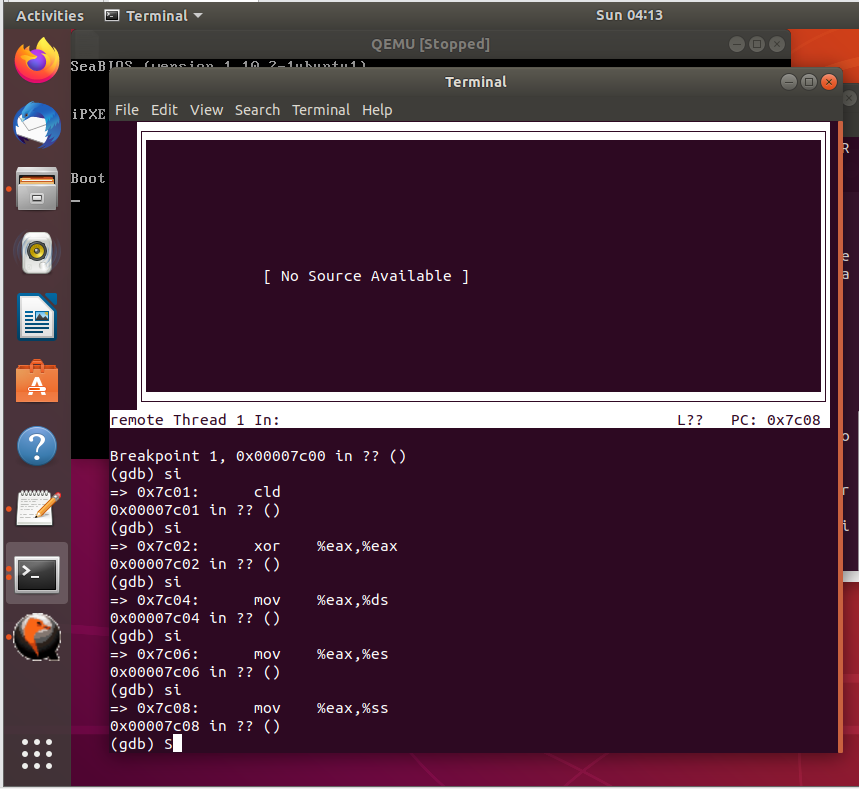 Activities Terminal Sun 04:13
QEMU [Stopped]
SeaBIOS (version 1.10.2-1ubuntu1)
Terminal
File Edit View Search Terminal Help
iPXE
R
Boot
e
a
[ No Source Available ]
remote Thread 1 In: L?? PC: 0x7c08
o
Breakpoint 1, 0x00007c00 in ?? ()
(gdb) si
=> 0x7c01: cld
r
0x00007c01 in ?? ()
(gdb) si
i
=> 0x7c02: xor %eax,%eax
0x00007c02 in ?? ()
(gdb) si
=> 0x7c04: mov %eax,%ds
0x00007c04 in ?? ()
(gdb) si
=> 0x7c06: mov %eax,%es
0x00007c06 in ?? ()
(gdb) si
=> 0x7c08: mov %eax,%ss
0x00007c08 in ?? ()
(gdb) S